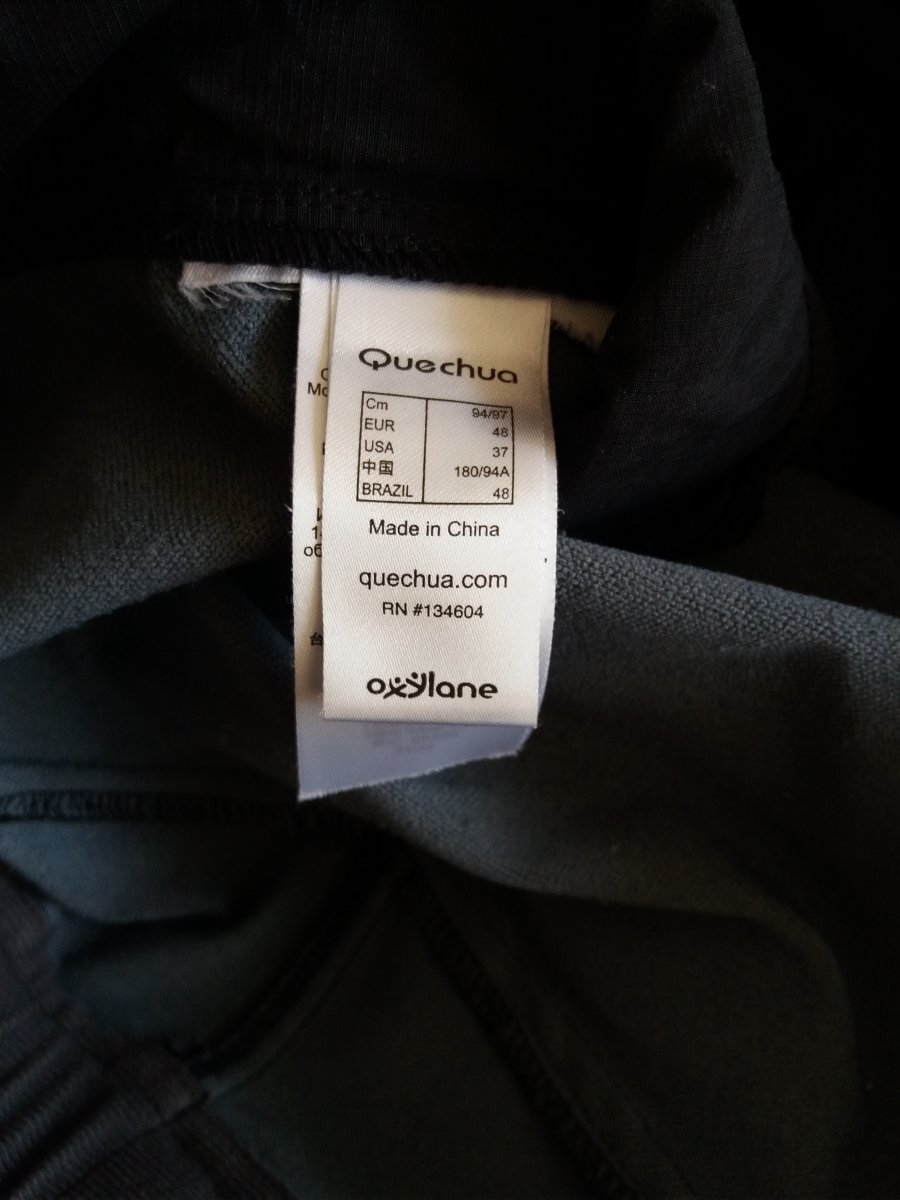 Quechua
Cm 94/97
EUR 48
USA 37
中国 180/94A
BRAZIL 48
Made in China
quechua.com
RN #134604
oxylane